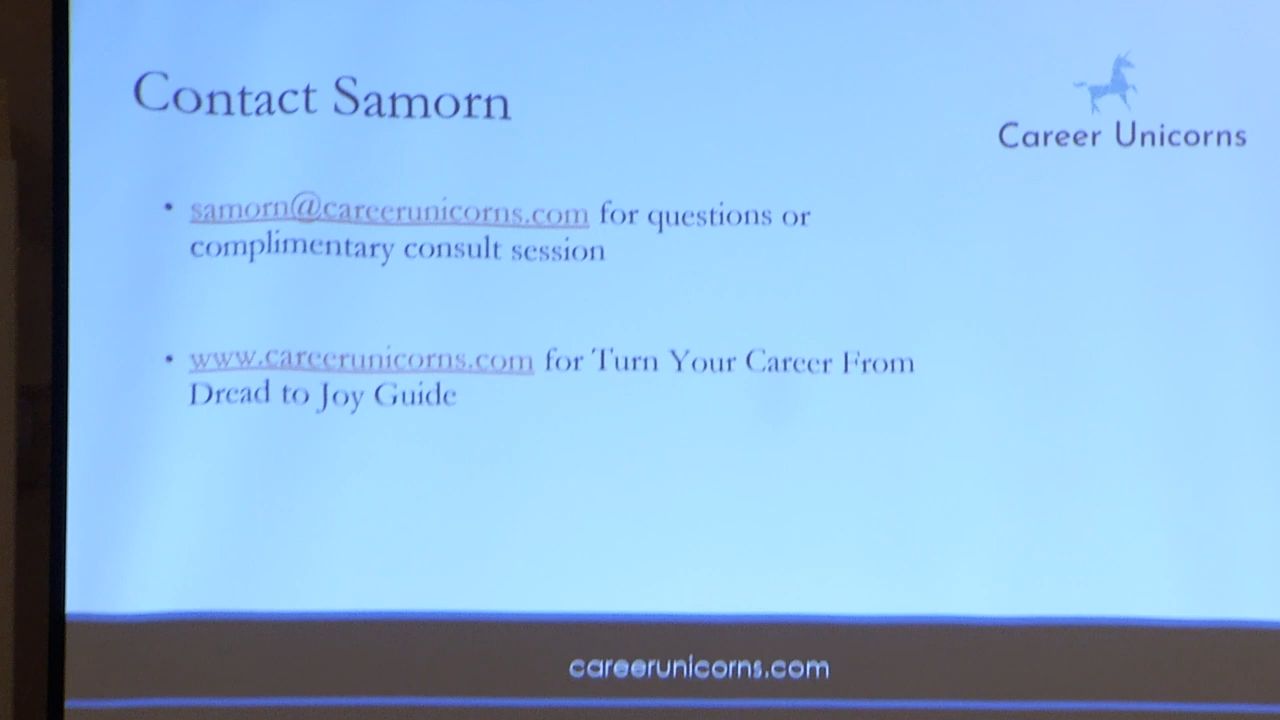 Contact Samorn
Career Unicorns
• samorn@careerunicorns.com for questions or
complimentary consult session
• www.careerunicorns.com for Turn Your Career From
Dread to Joy Guide
careerunicorns.com